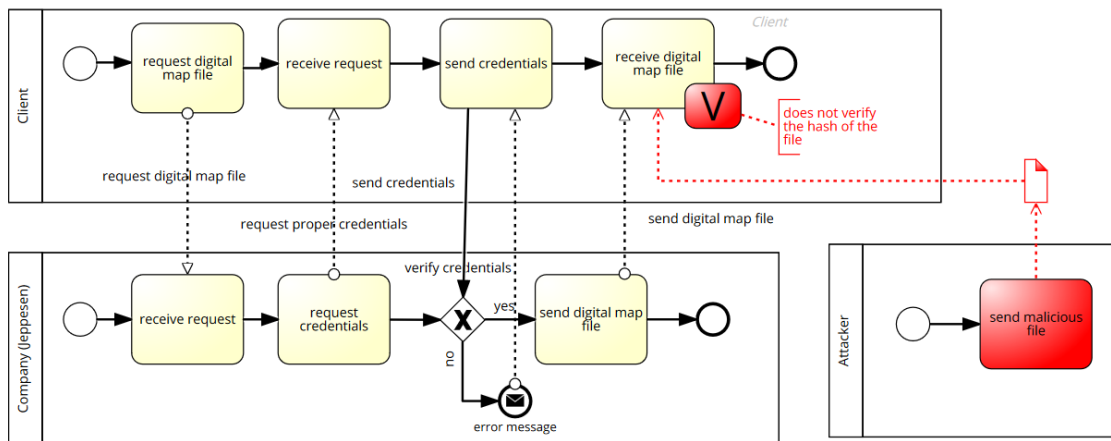 Client
Client
request digital
map file
receive request
send credentials
receive digital
map file
V
does not verify
the hash of the
file
request digital map file
send credentials
request proper credentials
send digital map file
Company (Jeppesen)
receive request
request
credentials
verify credentials
X
yes
no
send digital map
file
error message
Attacker
send malicious
file